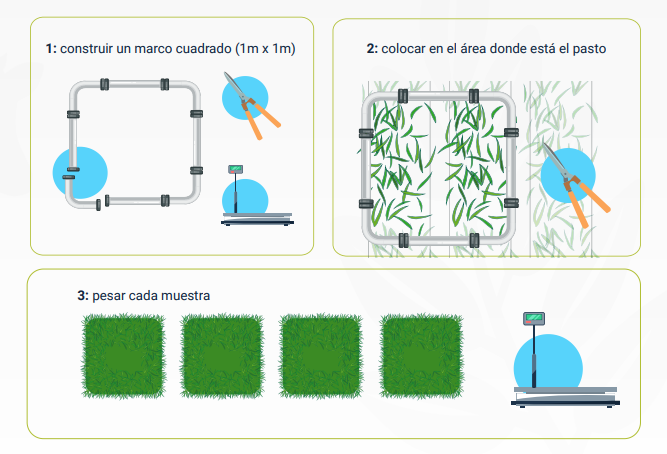 1: construir un marco cuadrado (1m x 1m)
2: colocar en el área donde está el pasto
3: pesar cada muestra